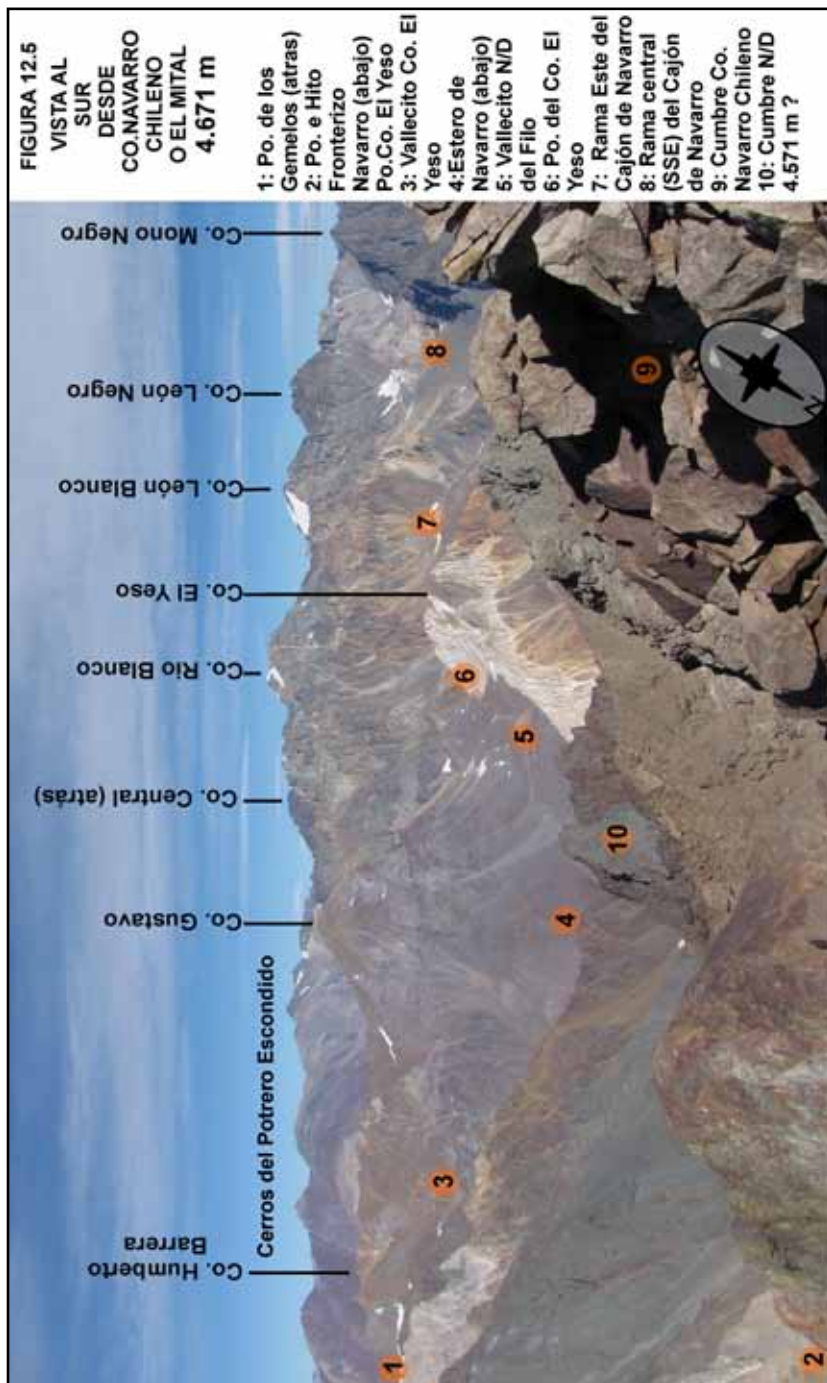 FIGURA 12.5
VISTA AL
SUR
DESDE
CO.NAVARRO
CHILENO
O EL MITAL
4.671 m
1: Po. de los
Gemelos (atras)
2: Po. e Hito
Fronterizo
Navarro (abajo)
Po.Co. El Yeso
3: Vallecito Co. El
Yeso
4:Estero de
Navarro (abajo)
5: Vallecito N/D
del Filo
6: Po. del Co. El
Yeso
7: Rama Este del
Cajón de Navarro
8: Rama central
(SSE) del Cajón
de Navarro
9: Cumbre Co.
Navarro Chileno
10: Cumbre N/D
4.571 m ?
Co. Humberto
Barrera
Cerros del Potrero Escondido
Co. Gustavo
Co. Central (atrás)
Co. Rio Blanco
Co. El Yeso
Co. León Blanco
Co. León Negro
Co. Mono Negro
1
2
3
4
10
5
6
7
8
9
N